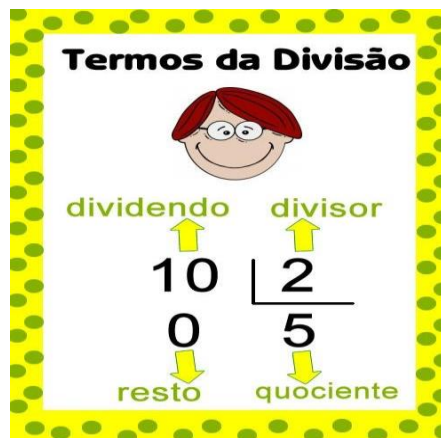 Termos da Divisão
dividendo divisor
10 2
0 5
resto quociente